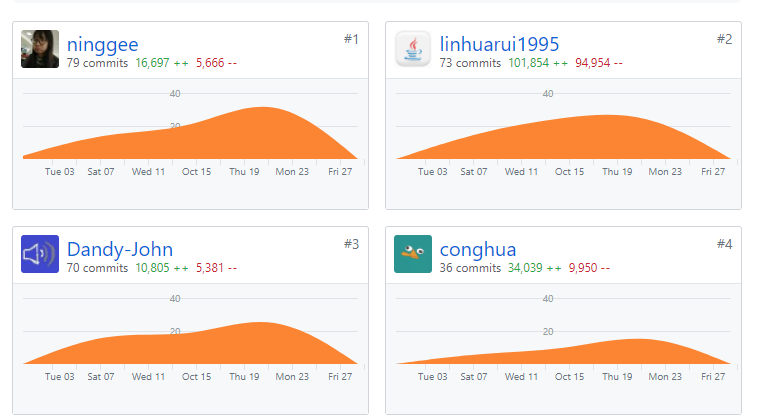 ninggee #1
79 commits 16,697 ++ 5,666 --
40
20
Tue 03 Sat 07 Wed 11 Oct 15 Thu 19 Mon 23 Fri 27
linhuarui1995 #2
73 commits 101,854 ++ 94,954 --
40
Tue 03 Sat 07 Wed 11 Oct 15 Thu 19 Mon 23 Fri 27
Dandy-John #3
70 commits 10,805 ++ 5,381 --
40
20
Tue 03 Sat 07 Wed 11 Oct 15 Thu 19 Mon 23 Fri 27
conghua #4
36 commits 34,039 ++ 9,950 --
40
20
Tue 03 Sat 07 Wed 11 Oct 15 Thu 19 Mon 23 Fri 27